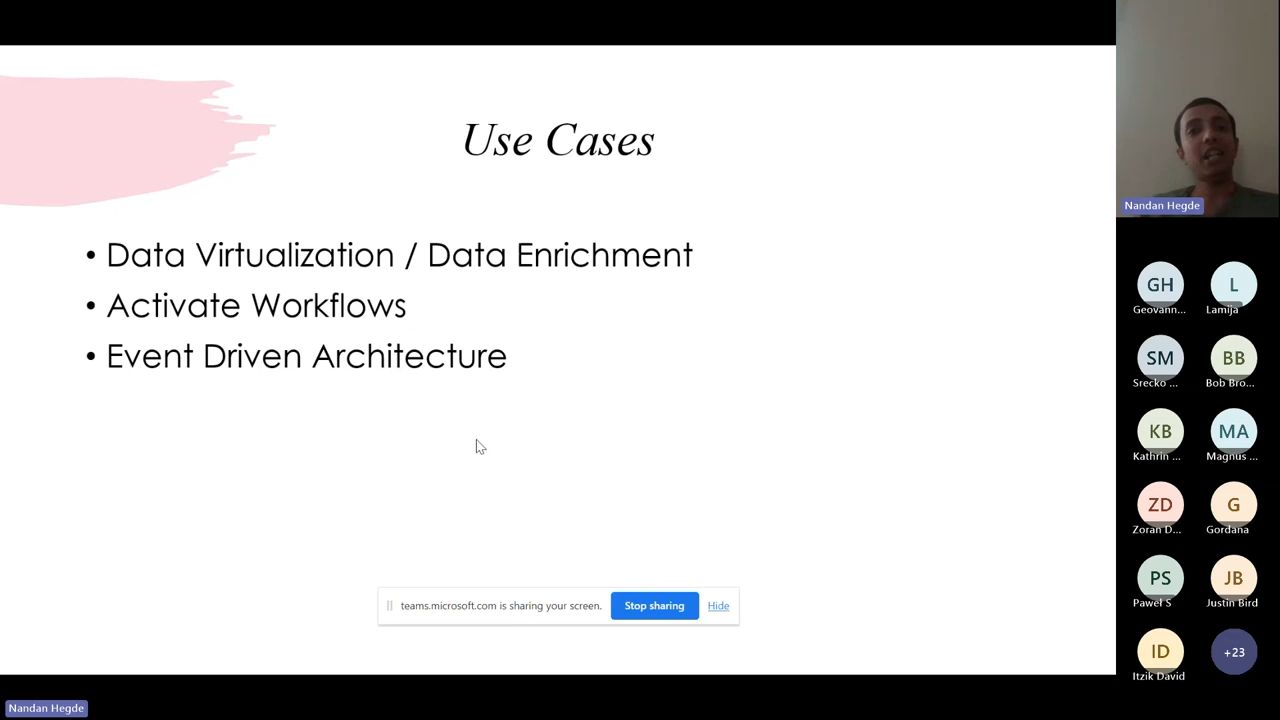 Use Cases
• Data Virtualization / Data Enrichment
• Activate Workflows
• Event Driven Architecture
teams.microsoft.com is sharing your screen. Stop sharing Hide
Nandan Hegde
Nandan Hegde
GH L
Geovann... Lamija
SM BB
Srecko ... Bob Bro...
KB MA
Kathrin ... Magnus ...
ZD G
Zoran D... Gordana
PS JB
Paweł S Justin Bird
ID +23
Itzik David